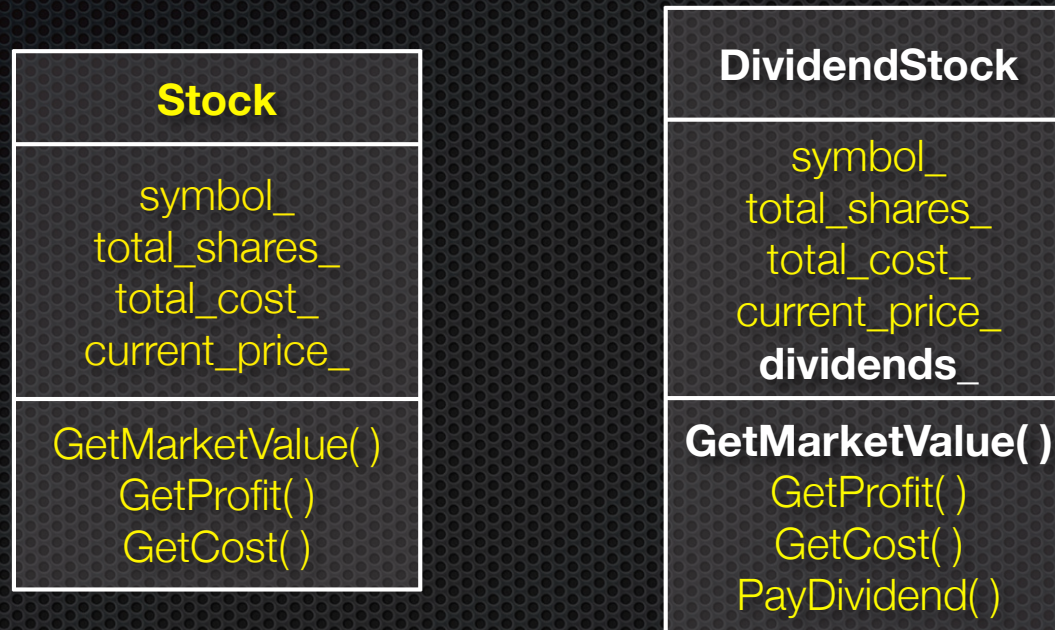 Stock
symbol_
total_shares_
total_cost_
current_price_
GetMarketValue( )
GetProfit( )
GetCost( )
DividendStock
symbol_
total_shares_
total_cost_
current_price_
dividends_
GetMarketValue( )
GetProfit( )
GetCost( )
PayDividend( )